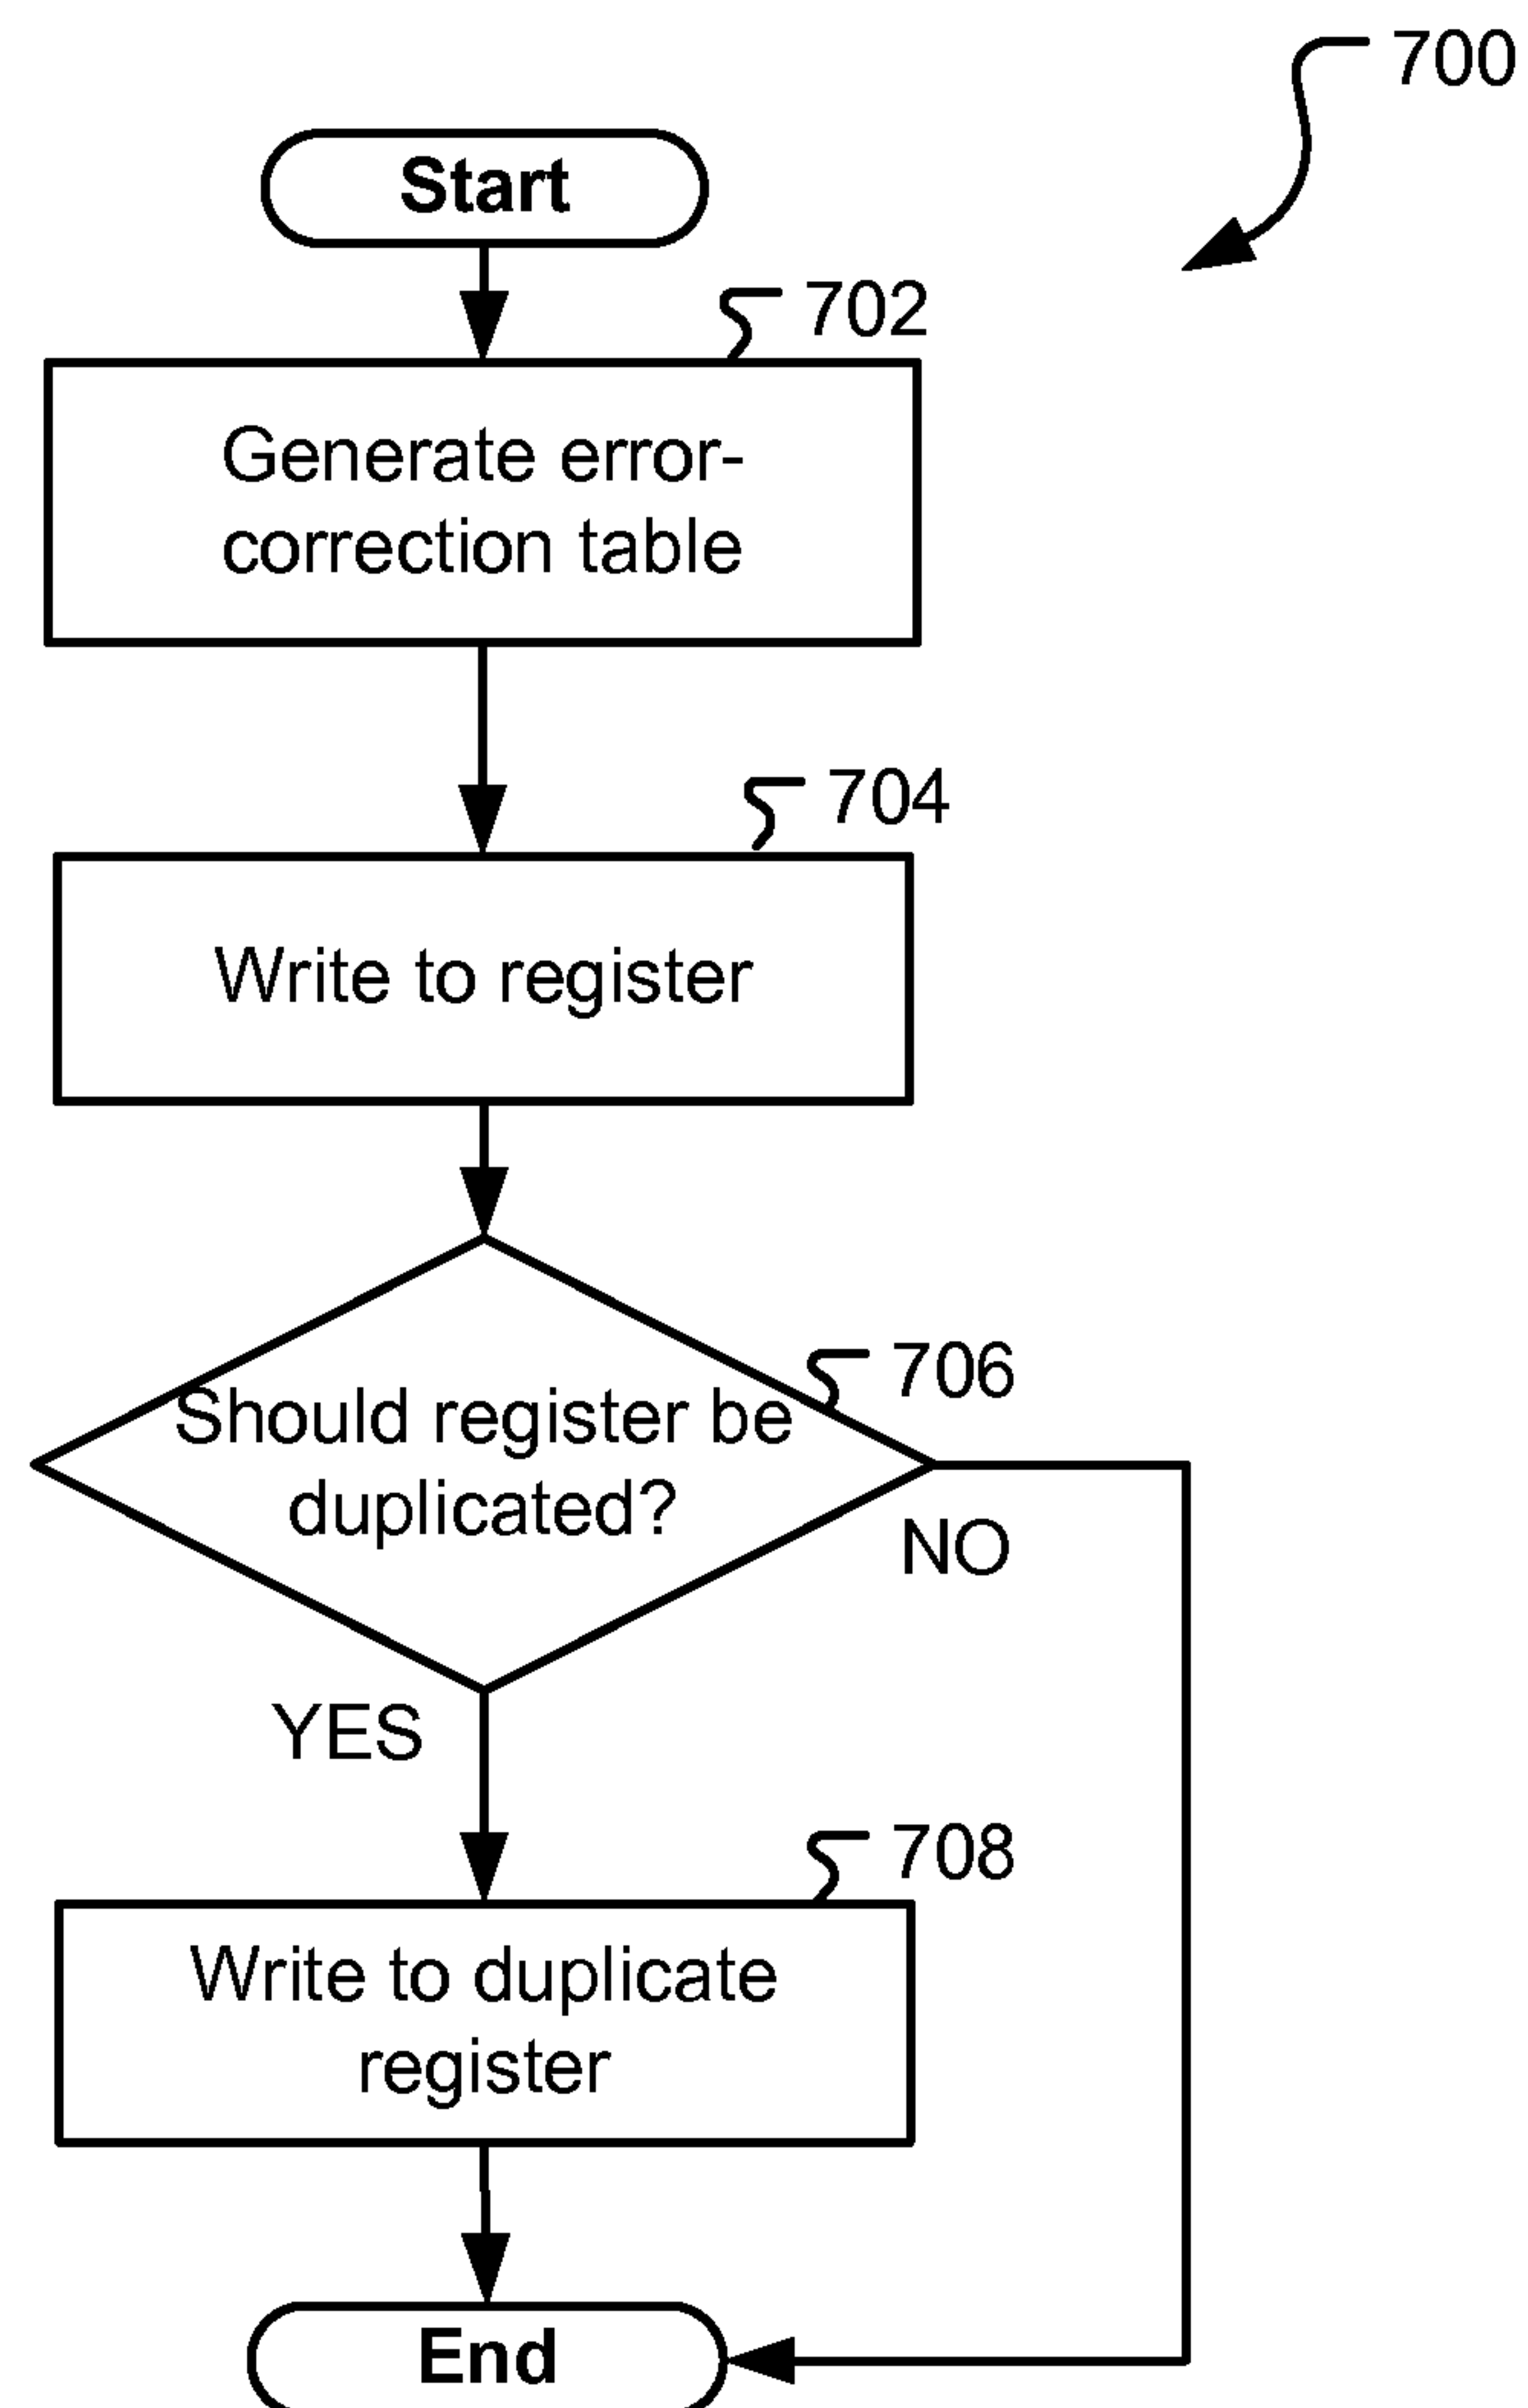 700
Start
702
Generate error-
correction table
704
Write to register
706
Should register be
duplicated?
NO
YES
708
Write to duplicate
register
End